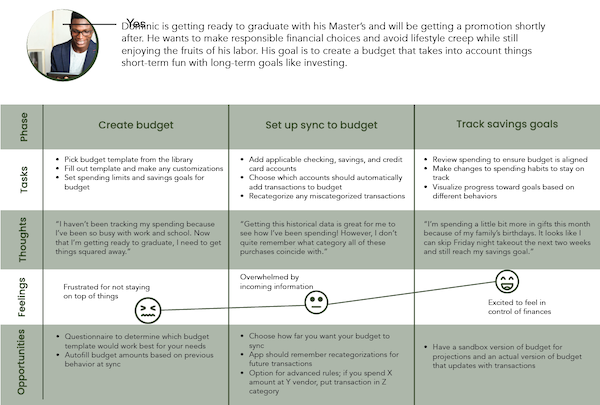 Yes
Dominic is getting ready to graduate with his Master's and will be getting a promotion shortly
after. He wants to make responsible financial choices and avoid lifestyle creep while still
enjoying the fruits of his labor. His goal is to create a budget that takes into account things
short-term fun with long-term goals like investing.
Phase
Create budget
Set up sync to budget
Track savings goals
Tasks
• Pick budget template from the library
• Fill out template and make any customizations
• Set spending limits and savings goals for
budget
• Add applicable checking, savings, and credit
card accounts
• Choose which accounts should automatically
add transactions to budget
• Recategorize any miscategorized transactions
• Review spending to ensure budget is aligned
• Make changes to spending habits to stay on
track
• Visualize progress toward goals based on
different behaviors
Thoughts
"I haven't been tracking my spending because
I've been so busy with work and school. Now
that I'm getting ready to graduate, I need to get
things squared away."
"Getting this historical data is great for me to
see how I've been spending! However, I don't
quite remember what category all of these
purchases coincide with."
"I'm spending a little bit more in gifts this month
because of my family's birthdays. It looks like I
can skip Friday night takeout the next two weeks
and still reach my savings goal."
Feelings
Frustrated for not staying
on top of things
Overwhelmed by
incoming information
Excited to feel in
control of finances
Opportunities
• Questionnaire to determine which budget
template would work best for your needs
• Autofill budget amounts based on previous
behavior at sync
• Choose how far you want your budget to
sync
• App should remember recategorizations for
future transactions
• Option for advanced rules; if you spend X
amount at Y vendor, put transaction in Z
category
• Have a sandbox version of budget for
projections and an actual version of budget
that updates with transactions